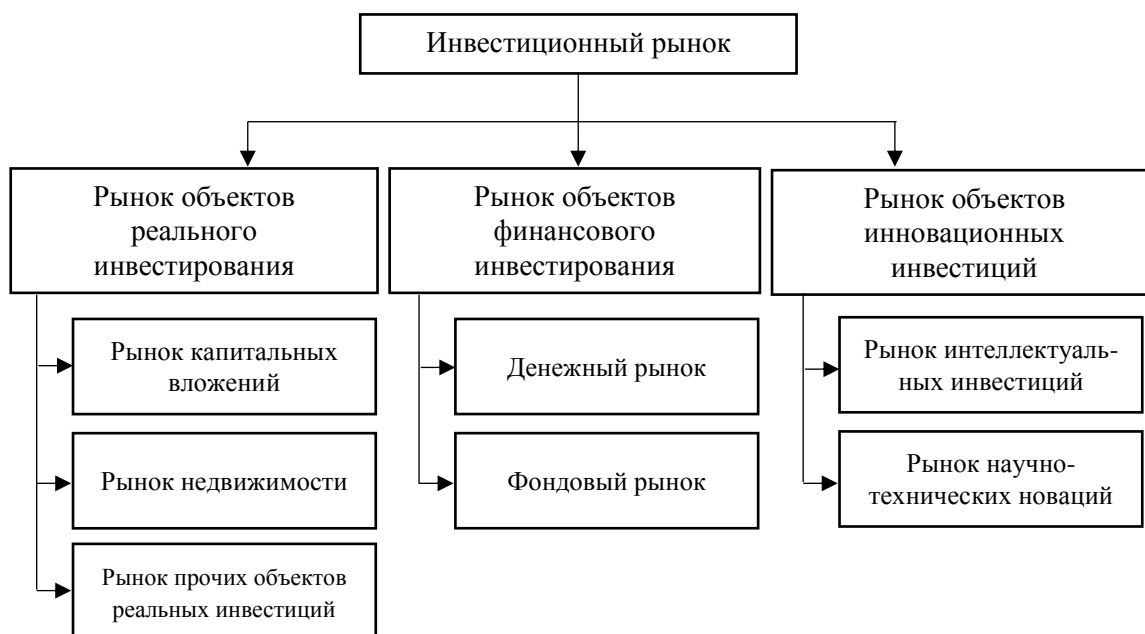 Инвестиционный рынок
Рынок объектов
реального
инвестирования
Рынок объектов
финансового
инвестирования
Рынок объектов
инновационных
инвестиций
Рынок капитальных
вложений
Рынок недвижимости
Рынок прочих объектов
реальных инвестиций
Денежный рынок
Фондовый рынок
Рынок интеллектуаль-
ных инвестиций
Рынок научно-
технических новаций